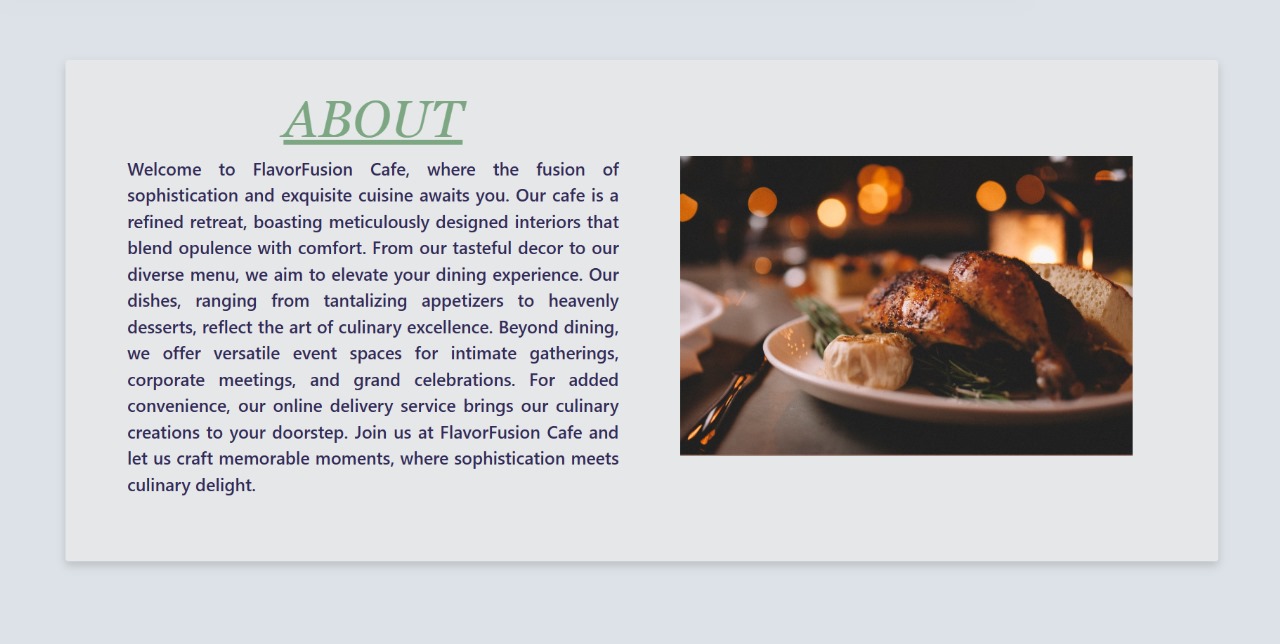 ABOUT
Welcome to FlavorFusion Cafe, where the fusion of
sophistication and exquisite cuisine awaits you. Our cafe is a
refined retreat, boasting meticulously designed interiors that
blend opulence with comfort. From our tasteful decor to our
diverse menu, we aim to elevate your dining experience. Our
dishes, ranging from tantalizing appetizers to heavenly
desserts, reflect the art of culinary excellence. Beyond dining,
we offer versatile event spaces for intimate gatherings,
corporate meetings, and grand celebrations. For added
convenience, our online delivery service brings our culinary
creations to your doorstep. Join us at FlavorFusion Cafe and
let us craft memorable moments, where sophistication meets
culinary delight.